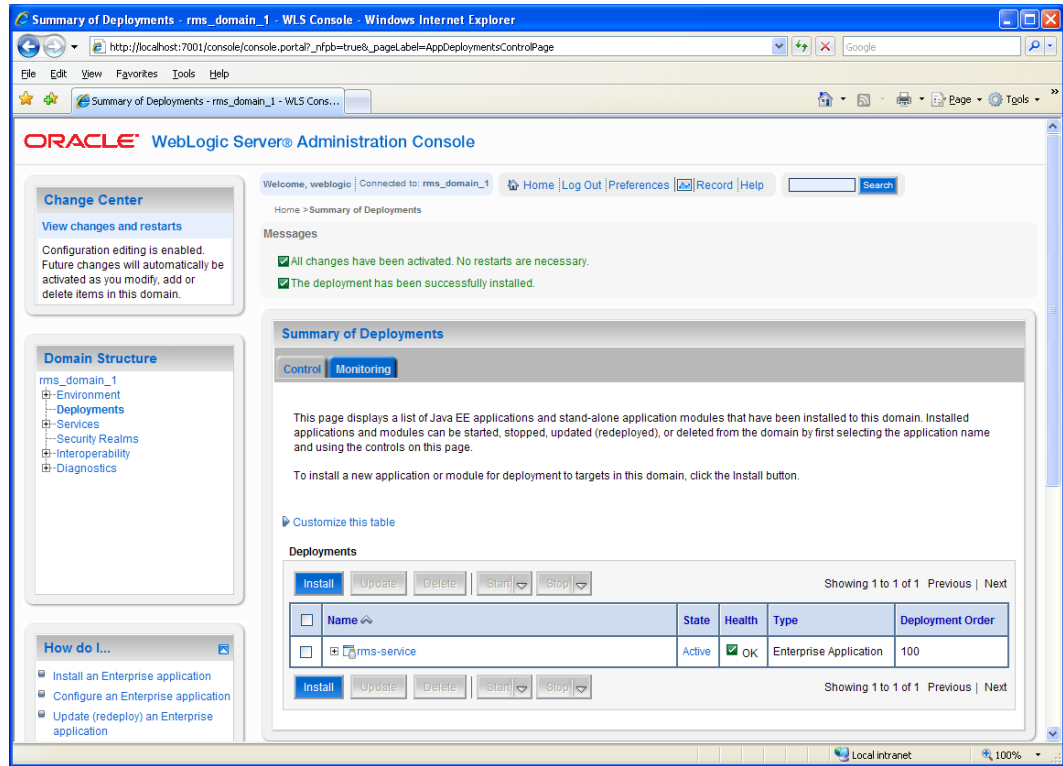 Summary of Deployments - rms_domain_1 - WLS Console - Windows Internet Explorer
http://localhost:7001/console/console.portal?_nfpb=true&_pageLabel=AppDeploymentsControlPage
Google
File Edit View Favorites Tools Help
Summary of Deployments - rms_domain_1 - WLS Cons...
Page Tools »
ORACLE® WebLogic Server® Administration Console
Change Center
View changes and restarts
Configuration editing is enabled.
Future changes will automatically be
activated as you modify, add or
delete items in this domain.
Domain Structure
rms_domain_1
Environment
Deployments
Services
Security Realms
Interoperability
Diagnostics
How do I...
Install an Enterprise application
Configure an Enterprise application
Update (redeploy) an Enterprise
application
Welcome, weblogic Connected to: rms_domain_1 Home Log Out Preferences Record Help Search
Home >Summary of Deployments
Messages
All changes have been activated. No restarts are necessary.
The deployment has been successfully installed.
Summary of Deployments
Control Monitoring
This page displays a list of Java EE applications and stand-alone application modules that have been installed to this domain. Installed
applications and modules can be started, stopped, updated (redeployed), or deleted from the domain by first selecting the application name
and using the controls on this page.
To install a new application or module for deployment to targets in this domain, click the Install button.
Customize this table
Deployments
Install Update Delete Start Stop Showing 1 to 1 of 1 Previous | Next
Name State Health Type Deployment Order
rms-service Active OK Enterprise Application 100
Install Update Delete Start Stop Showing 1 to 1 of 1 Previous | Next
Local intranet 100%